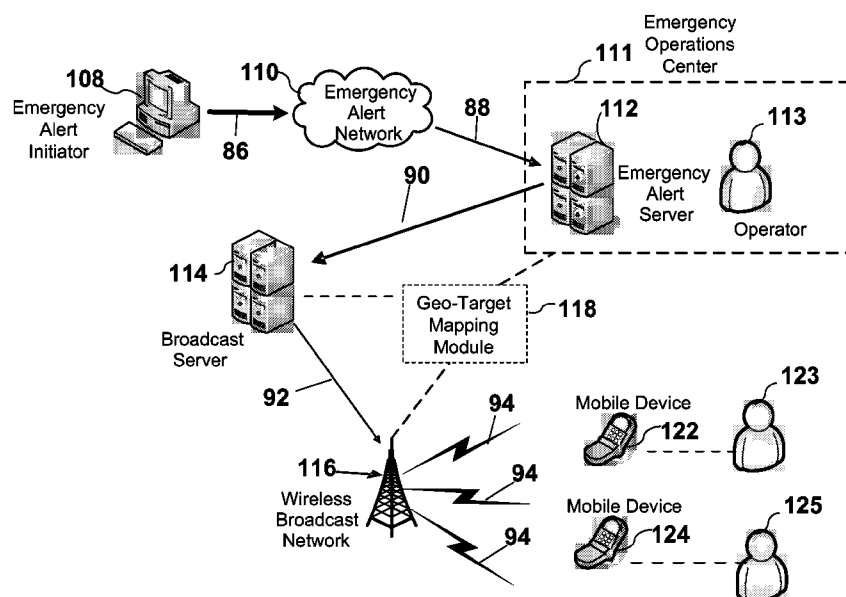 Emergency
Operations
Center
111
108
110
Emergency
Alert
Initiator
86
Emergency
Alert
Network
88
112
113
Emergency
Alert
Server
Operator
90
114
Broadcast
Server
Geo-Target
Mapping
Module
118
92
116
Wireless
Broadcast
Network
94
94
94
Mobile Device
122
123
Mobile Device
124
125